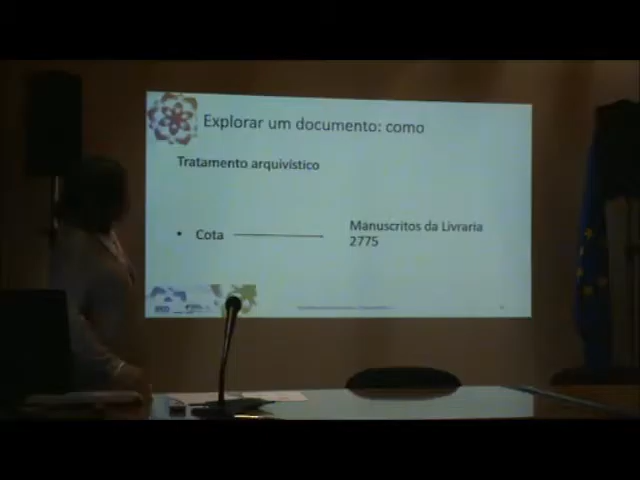 Explorar um documento: como
Tratamento arquivístico
• Cota
Manuscritos da Livraria
2775